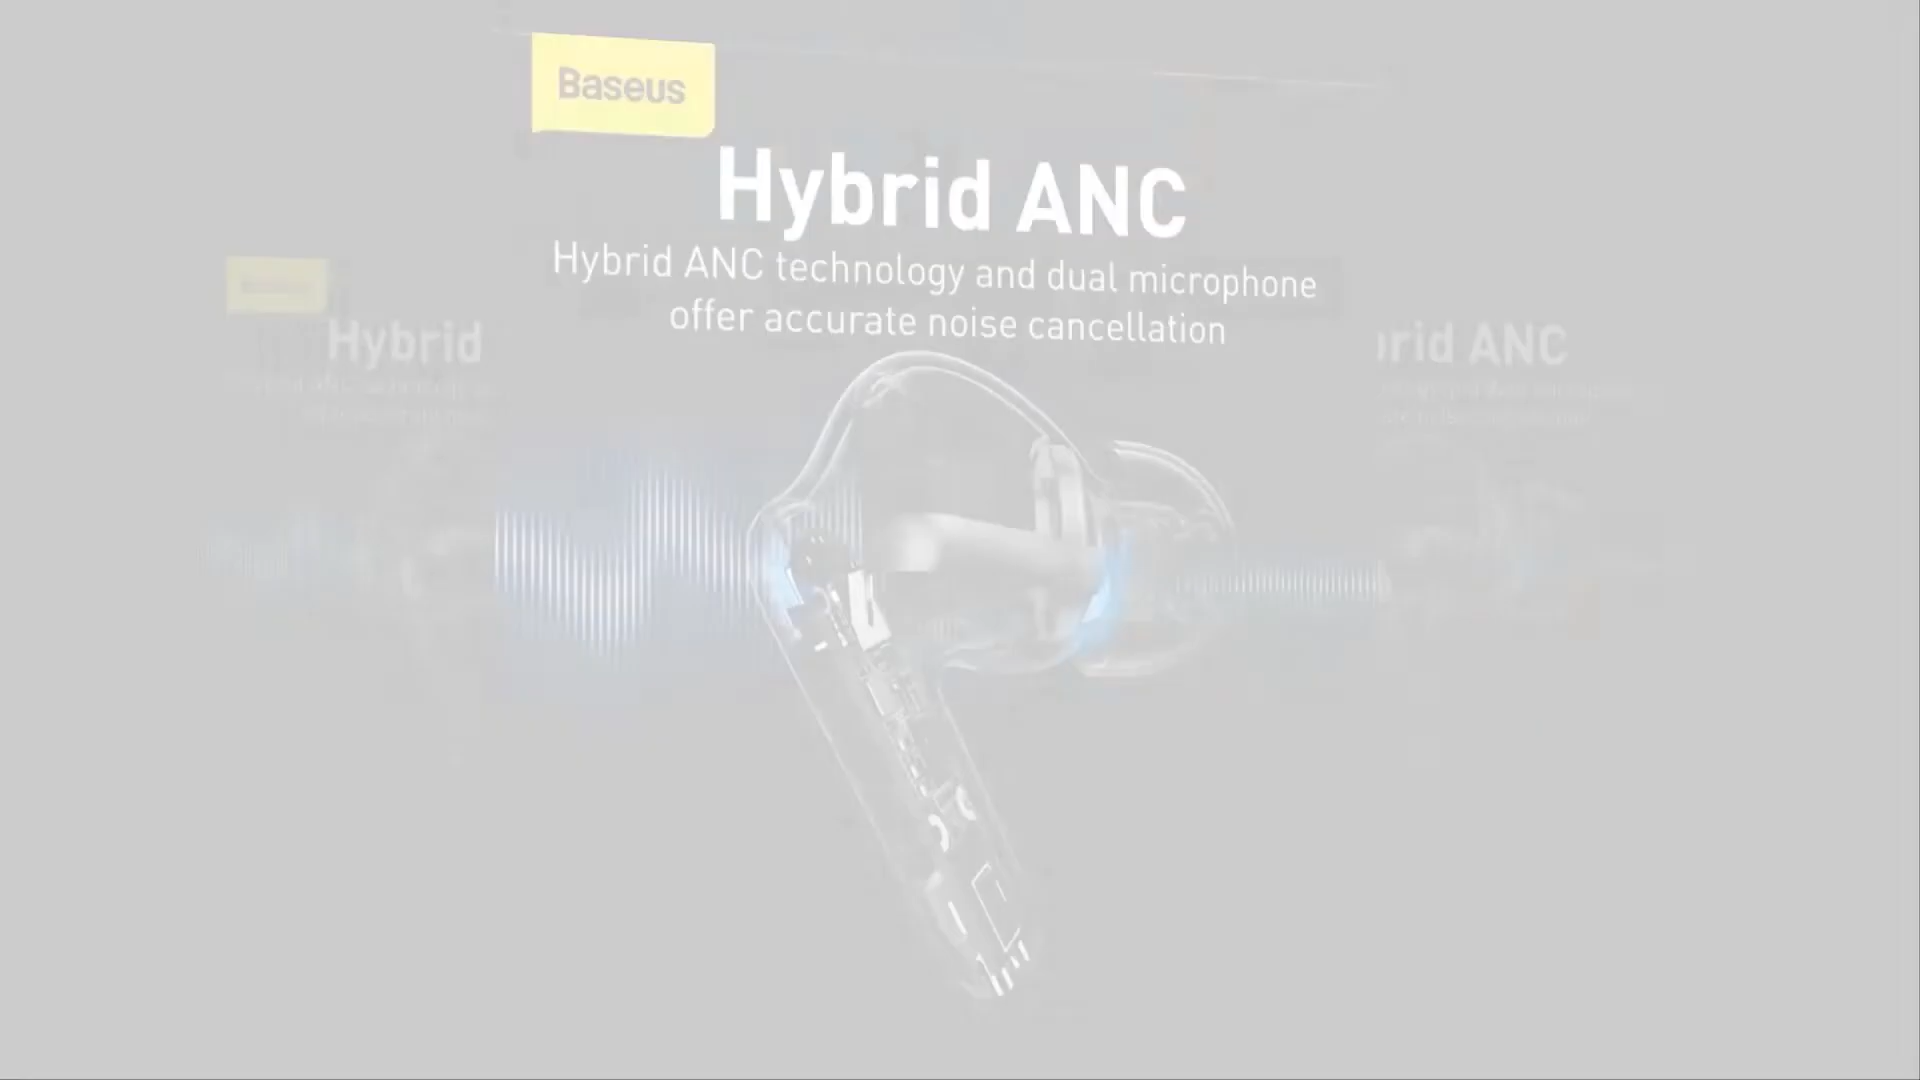 Baseus
Hybrid ANC
Hybrid ANC technology and dual microphone
offer accurate noise cancellation
Hybrid
rid ANC